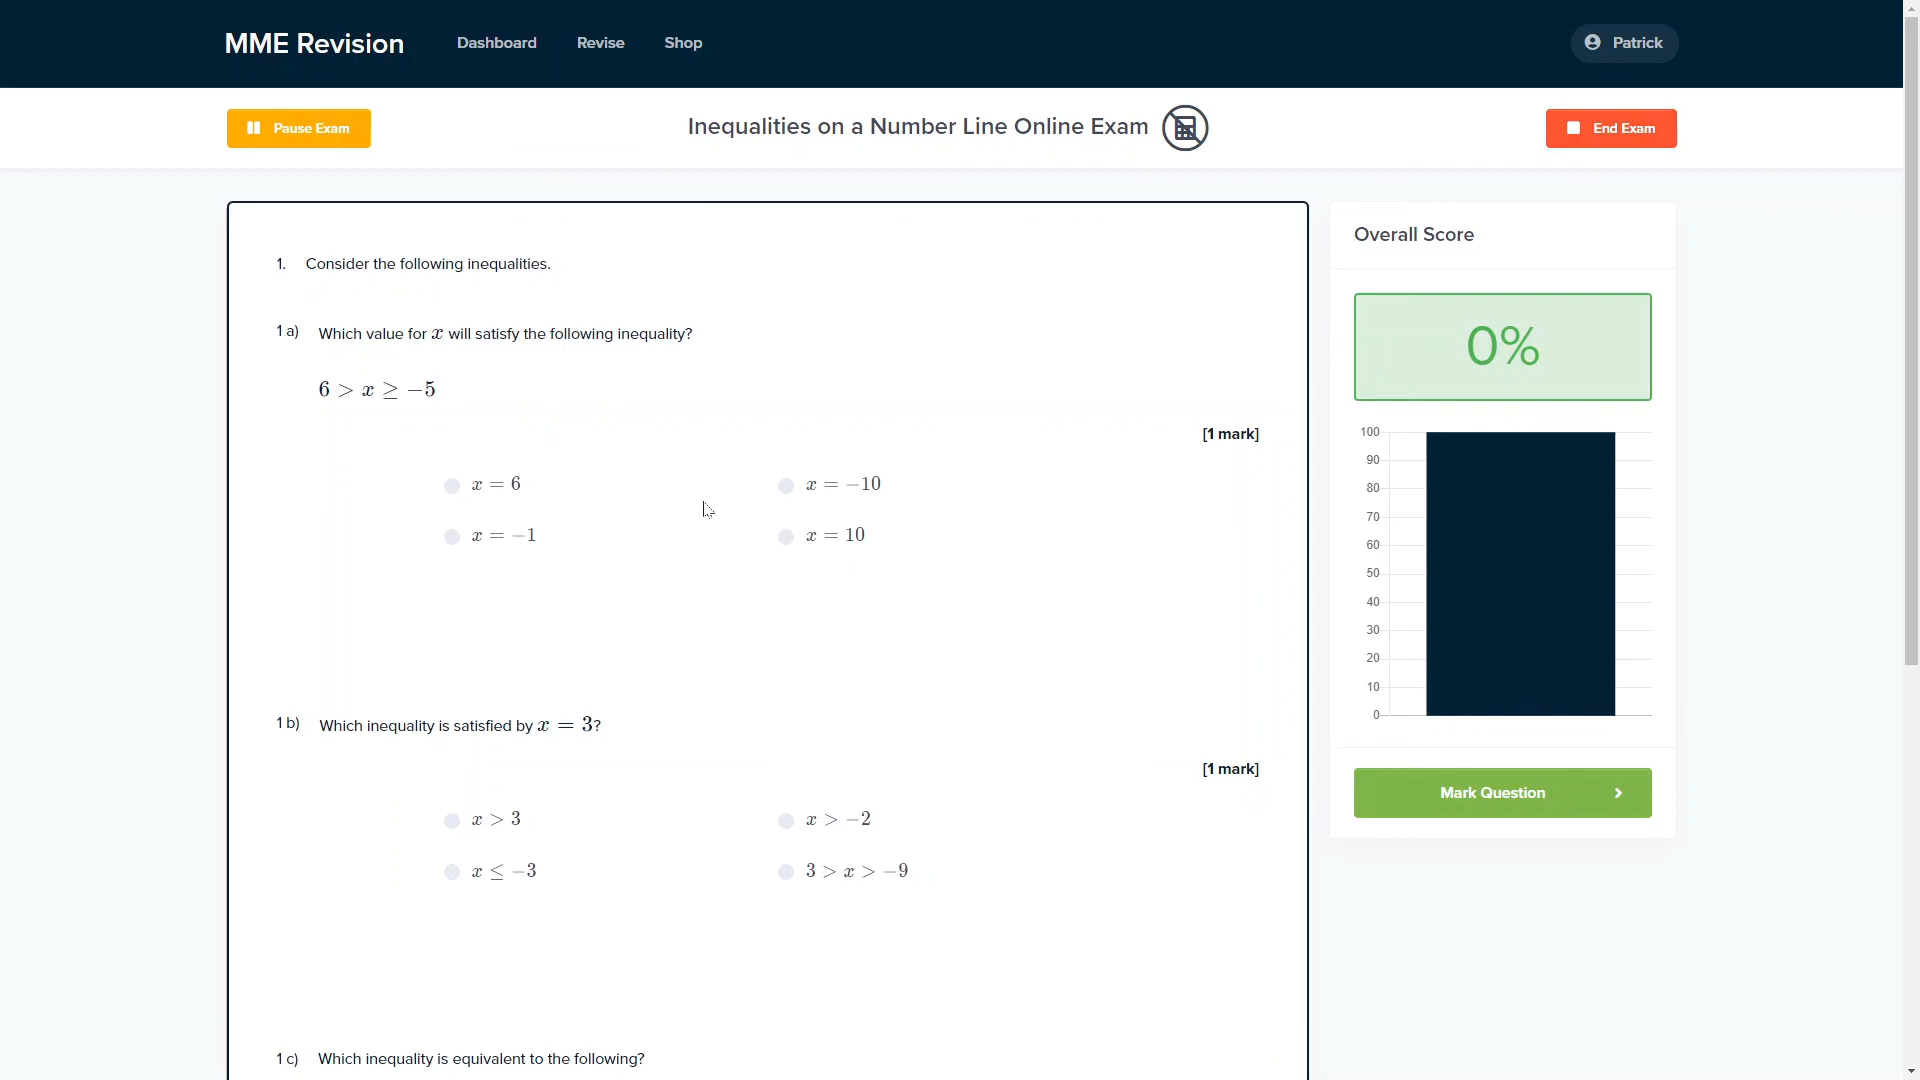 MME Revision Dashboard Revise Shop Patrick
Pause Exam Inequalities on a Number Line Online Exam End Exam
1. Consider the following inequalities.
1 a) Which value for x will satisfy the following inequality?
6 > x ≥ −5
[1 mark]
x = 6 x = −10
x = −1 x = 10
1 b) Which inequality is satisfied by x = 3?
[1 mark]
x > 3 x > −2
x ≤ −3 3 > x > −9
1 c) Which inequality is equivalent to the following?
Overall Score
0%
100
90
80
70
60
50
40
30
20
10
0
Mark Question